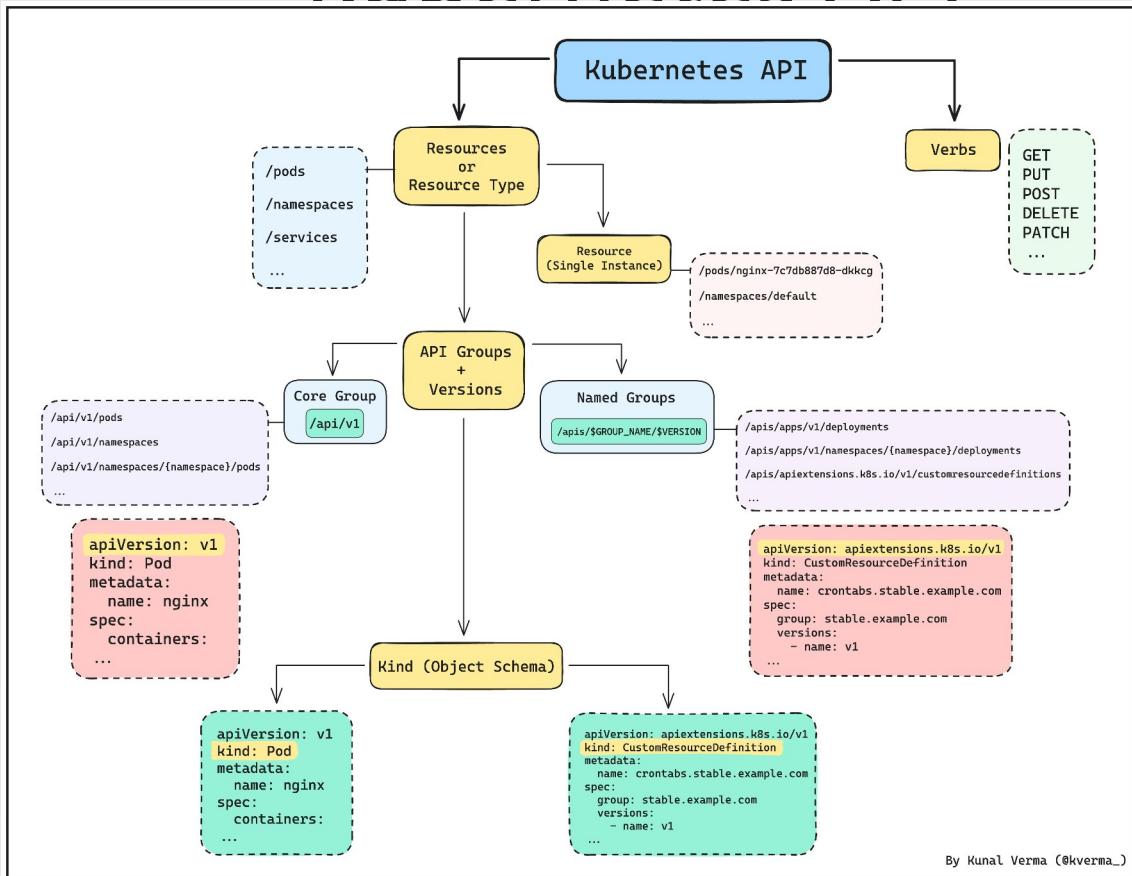 Kubernetes API
Resources
or
Resource Type
/pods
/namespaces
/services
...
Resource
(Single Instance)
/pods/nginx-7c7db887d8-dkkcg
/namespaces/default
...
Verbs
GET
PUT
POST
DELETE
PATCH
...
API Groups
+
Versions
Core Group
/api/v1
/api/v1/pods
/api/v1/namespaces
/api/v1/namespaces/{namespace}/pods
...
Named Groups
/apis/$GROUP_NAME/$VERSION
/apis/apps/v1/deployments
/apis/apps/v1/namespaces/{namespace}/deployments
/apis/apiextensions.k8s.io/v1/customresourcedefinitions
...
apiVersion: v1
kind: Pod
metadata:
  name: nginx
spec:
  containers:
...
apiVersion: apiextensions.k8s.io/v1
kind: CustomResourceDefinition
metadata:
  name: crontabs.stable.example.com
spec:
  group: stable.example.com
  versions:
    - name: v1
...
Kind (Object Schema)
apiVersion: v1
kind: Pod
metadata:
  name: nginx
spec:
  containers:
...
apiVersion: apiextensions.k8s.io/v1
kind: CustomResourceDefinition
metadata:
  name: crontabs.stable.example.com
spec:
  group: stable.example.com
  versions:
    - name: v1
...
By Kunal Verma (@kverma_)